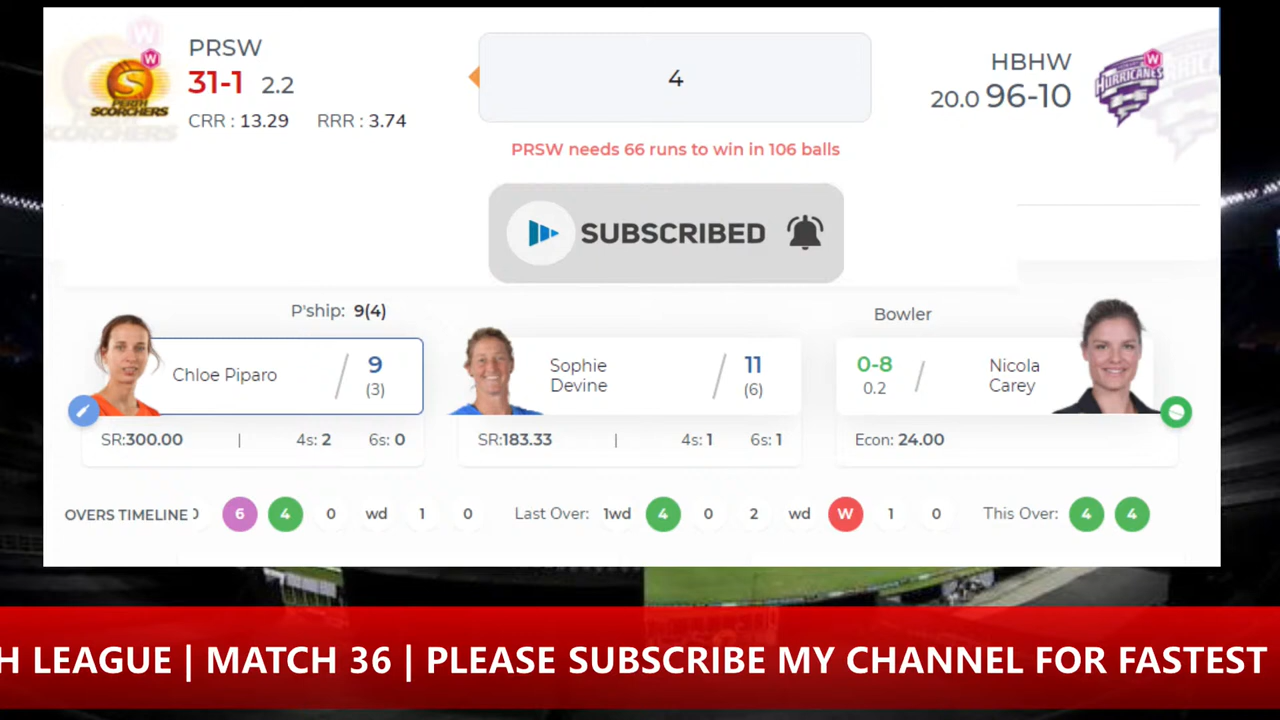 PRSW
31-1 2.2
CRR : 13.29 RRR : 3.74
W
PERTH
SCORCHERS
4
PRSW needs 66 runs to win in 106 balls
HBHW
20.0 96-10
W
HURRICANES
SUBSCRIBED
P'ship: 9(4)
Chloe Piparo
9
(3)
SR:300.00 | 4s: 2 6s: 0
Sophie
Devine
11
(6)
SR:183.33 | 4s: 1 6s: 1
Bowler
0-8
0.2
Nicola
Carey
Econ: 24.00
OVERS TIMELINE 6 4 0 wd 1 0 Last Over: 1wd 4 0 2 wd W 1 0 This Over: 4 4
H LEAGUE | MATCH 36 | PLEASE SUBSCRIBE MY CHANNEL FOR FASTEST